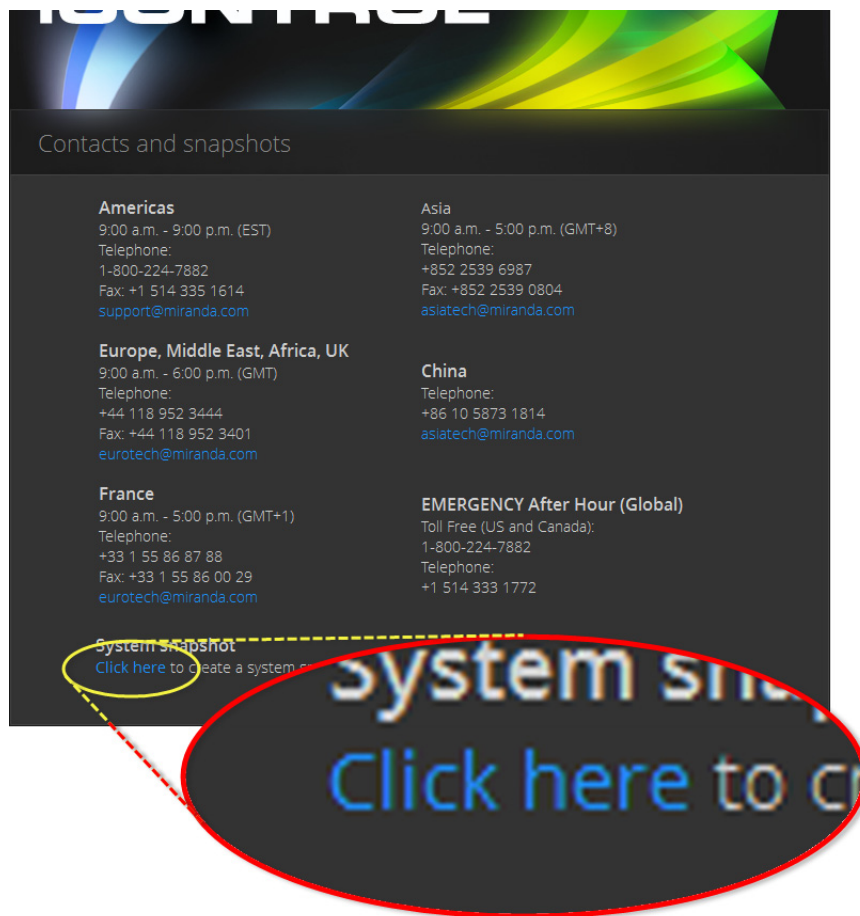 iCONTROL
Contacts and snapshots
Americas
9:00 a.m. - 9:00 p.m. (EST)
Telephone:
1-800-224-7882
Fax: +1 514 335 1614
support@miranda.com
Asia
9:00 a.m. - 5:00 p.m. (GMT+8)
Telephone:
+852 2539 6987
Fax: +852 2539 0804
asiatech@miranda.com
Europe, Middle East, Africa, UK
9:00 a.m. - 6:00 p.m. (GMT)
Telephone:
+44 118 952 3444
Fax: +44 118 952 3401
eurotech@miranda.com
China
Telephone:
+86 10 5873 1814
asiatech@miranda.com
France
9:00 a.m. - 5:00 p.m. (GMT+1)
Telephone:
+33 1 55 86 87 88
Fax: +33 1 55 86 00 29
eurotech@miranda.com
EMERGENCY After Hour (Global)
Toll Free (US and Canada):
1-800-224-7882
Telephone:
+1 514 333 1772
System snapshot
Click here to create a system
System
Click here to